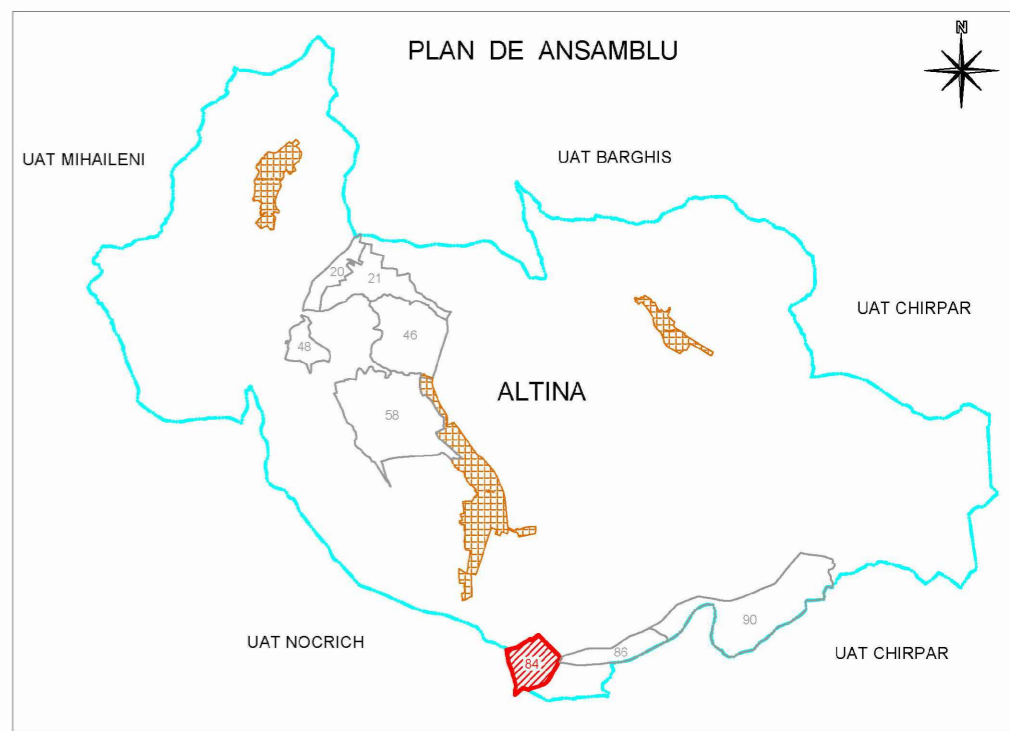 PLAN DE ANSAMBLU
N
UAT MIHAILENI
UAT BARGHIS
20
21
UAT CHIRPAR
48
46
ALTINA
58
90
UAT NOCRICH
86
UAT CHIRPAR
84